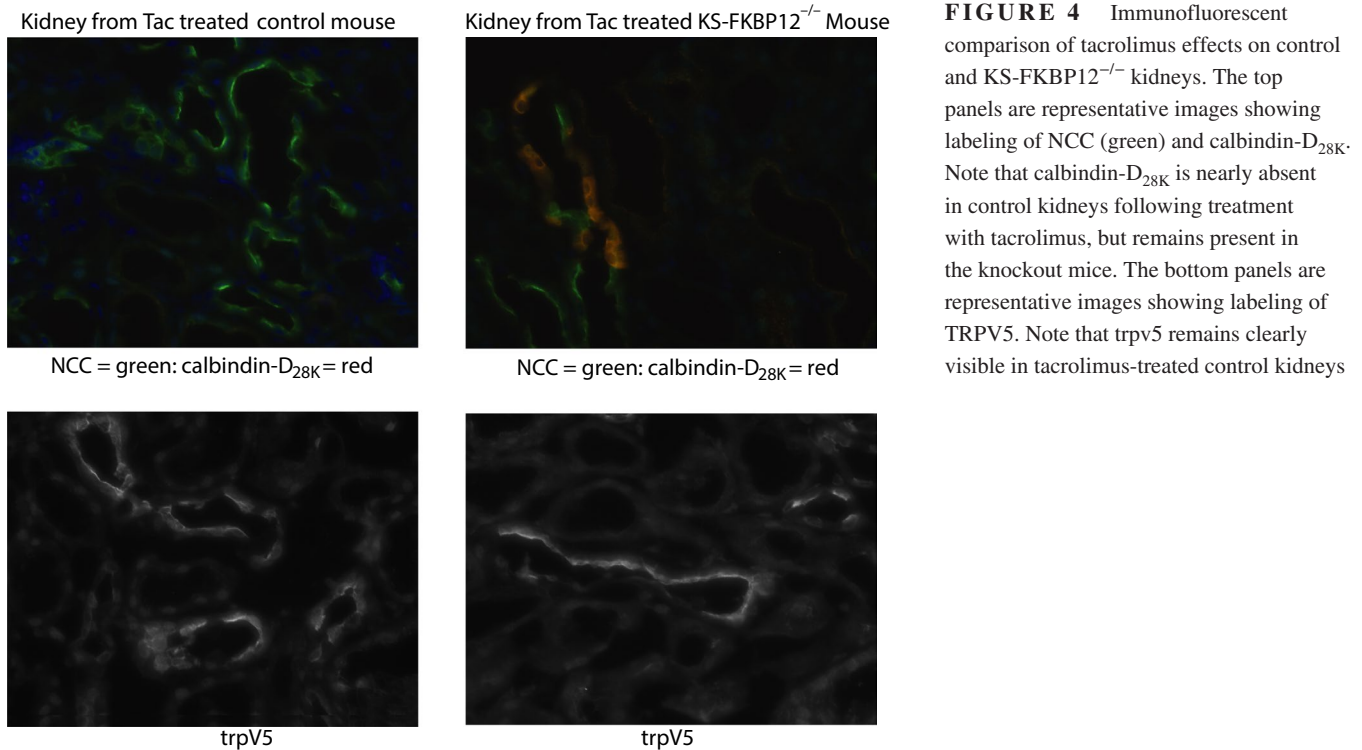 Kidney from Tac treated control mouse
Kidney from Tac treated KS-FKBP12−/− Mouse
NCC = green: calbindin-D28K = red
NCC = green: calbindin-D28K = red
trpV5
trpV5
FIGURE 4 Immunofluorescent
comparison of tacrolimus effects on control
and KS-FKBP12−/− kidneys. The top
panels are representative images showing
labeling of NCC (green) and calbindin-D28K.
Note that calbindin-D28K is nearly absent
in control kidneys following treatment
with tacrolimus, but remains present in
the knockout mice. The bottom panels are
representative images showing labeling of
TRPV5. Note that trpv5 remains clearly
visible in tacrolimus-treated control kidneys